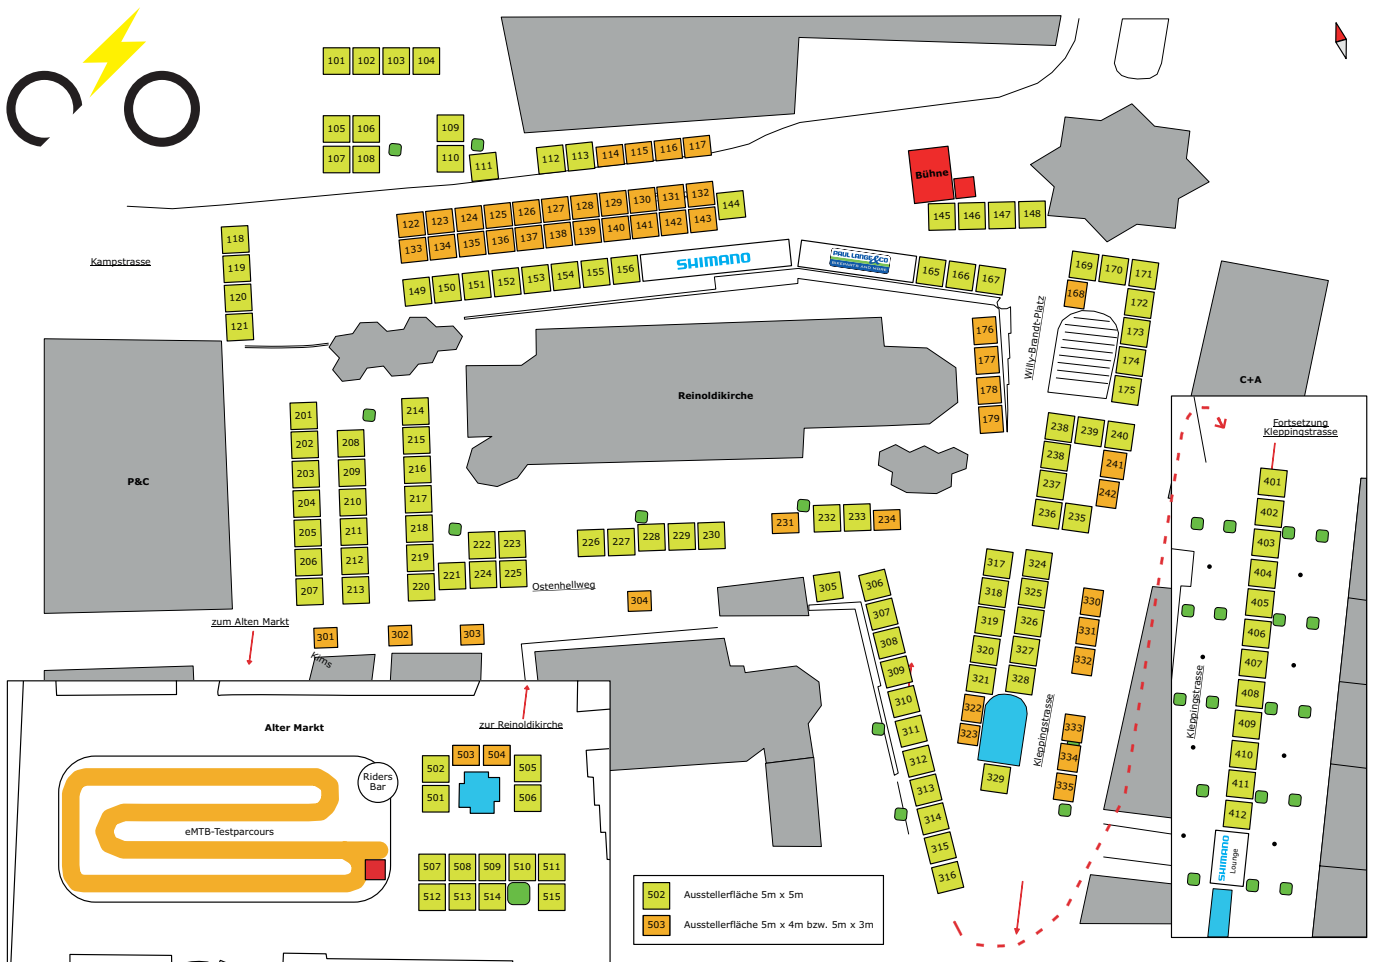 101 102 103 104
105 106 109
107 108 110 111
112 113 114 115 116 117
Bühne
122 123 124 125 126 127 128 129 130 131 132
133 134 135 136 137 138 139 140 141 142 143 144
145 146 147 148
118
119
120
121
Kampstrasse
149 150 151 152 153 154 155 156
SHIMANO
PAUL LANGE & CO
165 166 167
168 169 170 171
172
173
174
175
176
177
178
179
Willy-Brandt-Platz
Reinoldikirche
C+A
P&C
Fortsetzung
Kleppingstrasse
201
202
203
204
205
206
207
208
209
210
211
212
213
214
215
216
217
218
219
220
221 222 223
224 225
226 227 228 229 230
231 232 233 234
238 239 240
238 241
237 242
236 235
Ostenhellweg
304
305
306
307
308
309
310
311
312
313
314
315
316
317 324
318 325
319 326
320 327
321 328
322
323
329
330
331
332
333
334
335
Kleppingstrasse
Kleppingstrasse
401
402
403
404
405
406
407
408
409
410
411
412
SHIMANO
Lounge
zum Alten Markt
301 302 303
Kims
zur Reinoldikirche
Alter Markt
Riders
Bar
eMTB-Testparcours
502 503 504 505
501 506
507 508 509 510 511
512 513 514 515
502 Ausstellerfläche 5m x 5m
503 Ausstellerfläche 5m x 4m bzw. 5m x 3m